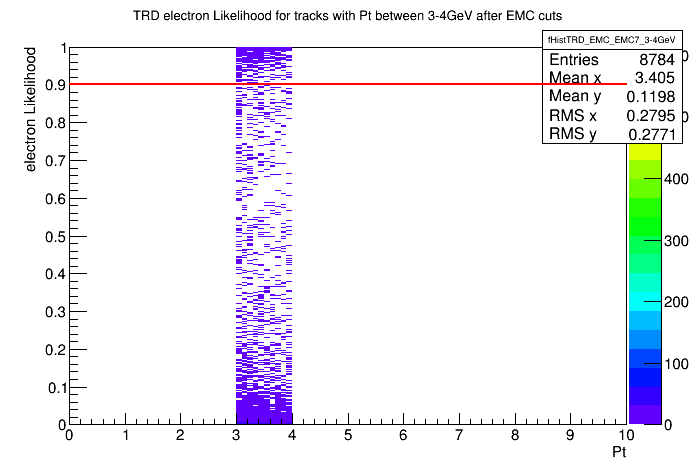 TRD electron Likelihood for tracks with Pt between 3-4GeV after EMC cuts
fHistTRD_EMC_EMC7_3-4GeV
Entries 8784
Mean x 3.405
Mean y 0.1198
RMS x 0.2795
RMS y 0.2771
electron Likelihood
1
0.9
0.8
0.7
0.6
0.5
0.4
0.3
0.2
0.1
0
0 1 2 3 4 5 6 7 8 9 10
Pt
400
300
200
100
0